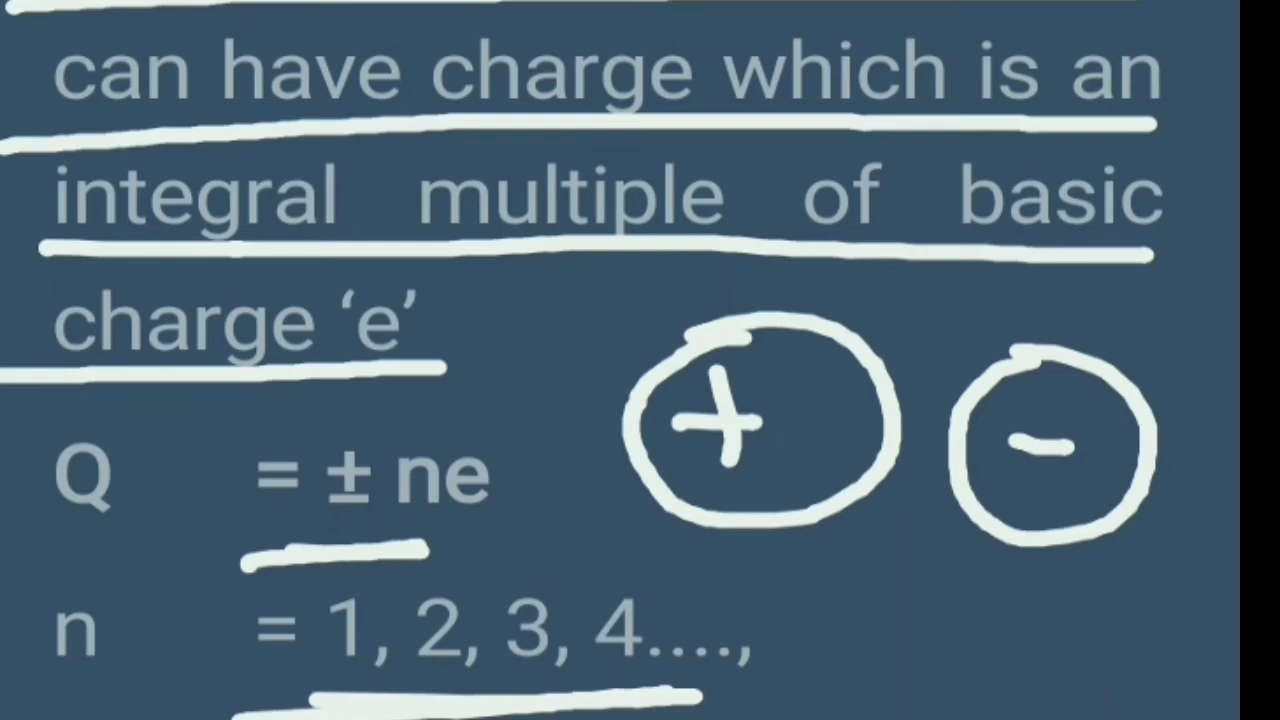 can have charge which is an
integral multiple of basic
charge ‘e’
+ -
Q = ± ne
n = 1, 2, 3, 4....,